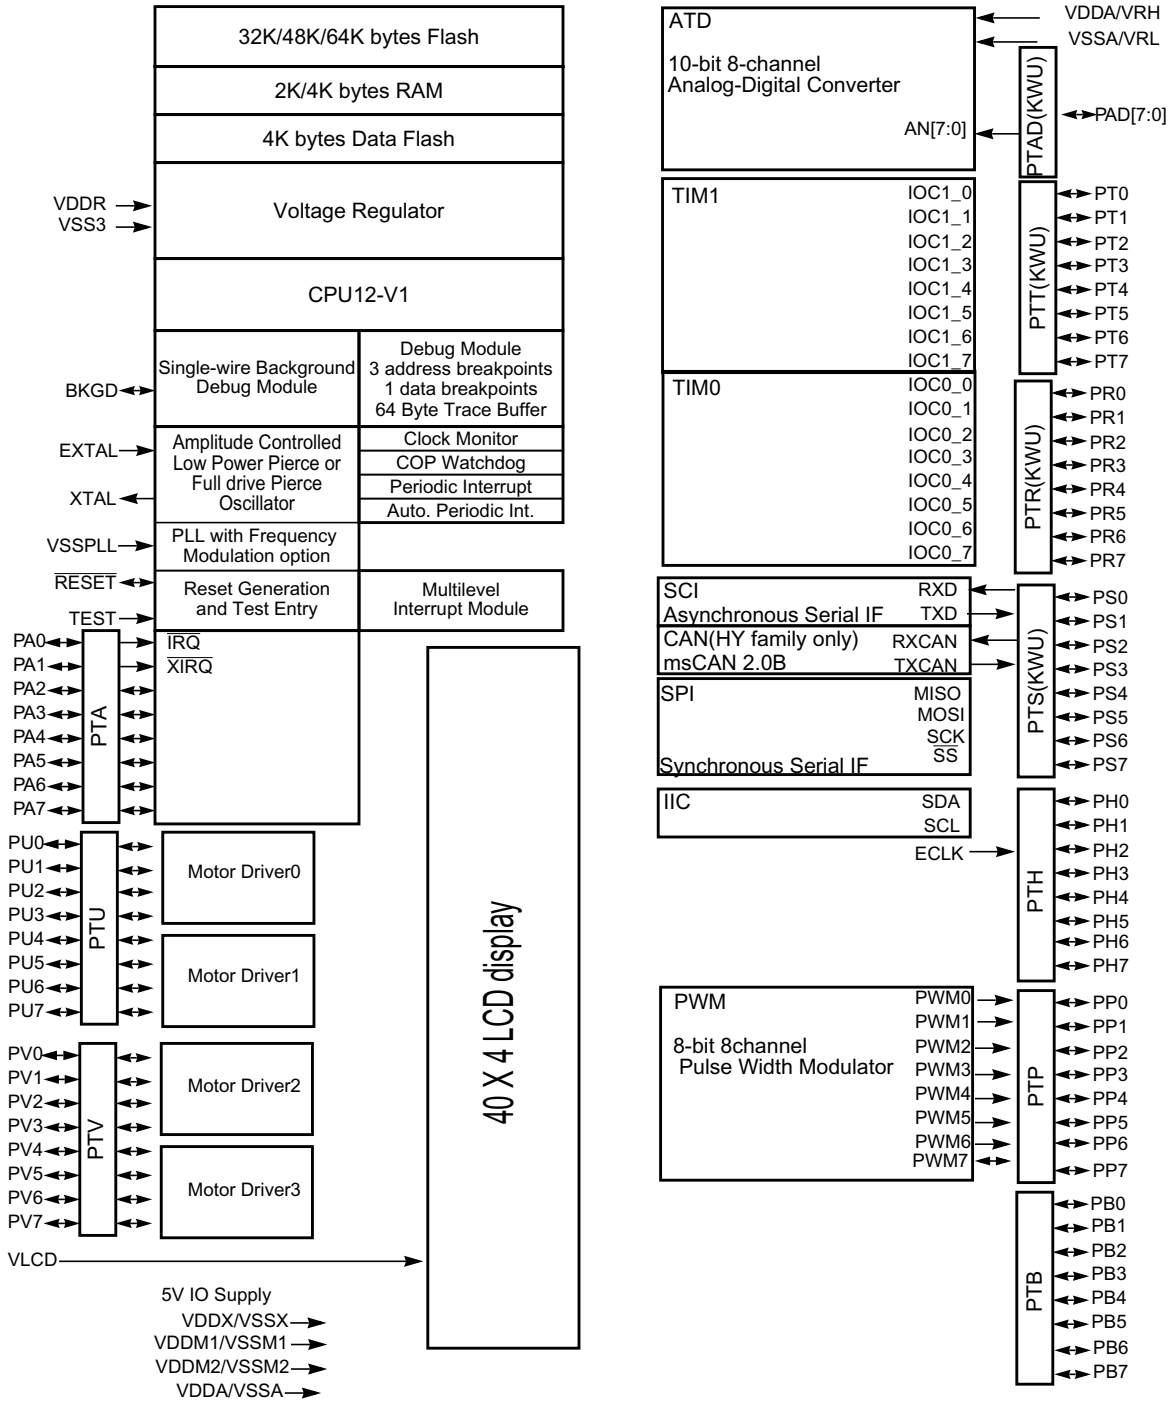 32K/48K/64K bytes Flash
2K/4K bytes RAM
4K bytes Data Flash
VDDR
VSS3
Voltage Regulator
CPU12-V1
BKGD
Single-wire Background
Debug Module
Debug Module
3 address breakpoints
1 data breakpoints
64 Byte Trace Buffer
EXTAL
XTAL
Amplitude Controlled
Low Power Pierce or
Full drive Pierce
Oscillator
Clock Monitor
COP Watchdog
Periodic Interrupt
Auto. Periodic Int.
VSSPLL
PLL with Frequency
Modulation option
RESET
TEST
Reset Generation
and Test Entry
Multilevel
Interrupt Module
PA0
PA1
PA2
PA3
PA4
PA5
PA6
PA7
PTA
IRQ
XIRQ
PU0
PU1
PU2
PU3
PU4
PU5
PU6
PU7
PTU
Motor Driver0
Motor Driver1
PV0
PV1
PV2
PV3
PV4
PV5
PV6
PV7
PTV
Motor Driver2
Motor Driver3
VLCD
40 X 4 LCD display
5V IO Supply
VDDX/VSSX
VDDM1/VSSM1
VDDM2/VSSM2
VDDA/VSSA
ATD
10-bit 8-channel
Analog-Digital Converter
AN[7:0]
VDDA/VRH
VSSA/VRL
PTAD(KWU)
PAD[7:0]
TIM1
IOC1_0
IOC1_1
IOC1_2
IOC1_3
IOC1_4
IOC1_5
IOC1_6
IOC1_7
PTT(KWU)
PT0
PT1
PT2
PT3
PT4
PT5
PT6
PT7
TIM0
IOC0_0
IOC0_1
IOC0_2
IOC0_3
IOC0_4
IOC0_5
IOC0_6
IOC0_7
PTR(KWU)
PR0
PR1
PR2
PR3
PR4
PR5
PR6
PR7
SCI
Asynchronous Serial IF
RXD
TXD
CAN(HY family only)
msCAN 2.0B
RXCAN
TXCAN
SPI
Synchronous Serial IF
MISO
MOSI
SCK
SS
PTS(KWU)
PS0
PS1
PS2
PS3
PS4
PS5
PS6
PS7
IIC
SDA
SCL
ECLK
PTH
PH0
PH1
PH2
PH3
PH4
PH5
PH6
PH7
PWM
8-bit 8channel
Pulse Width Modulator
PWM0
PWM1
PWM2
PWM3
PWM4
PWM5
PWM6
PWM7
PTP
PP0
PP1
PP2
PP3
PP4
PP5
PP6
PP7
PTB
PB0
PB1
PB2
PB3
PB4
PB5
PB6
PB7